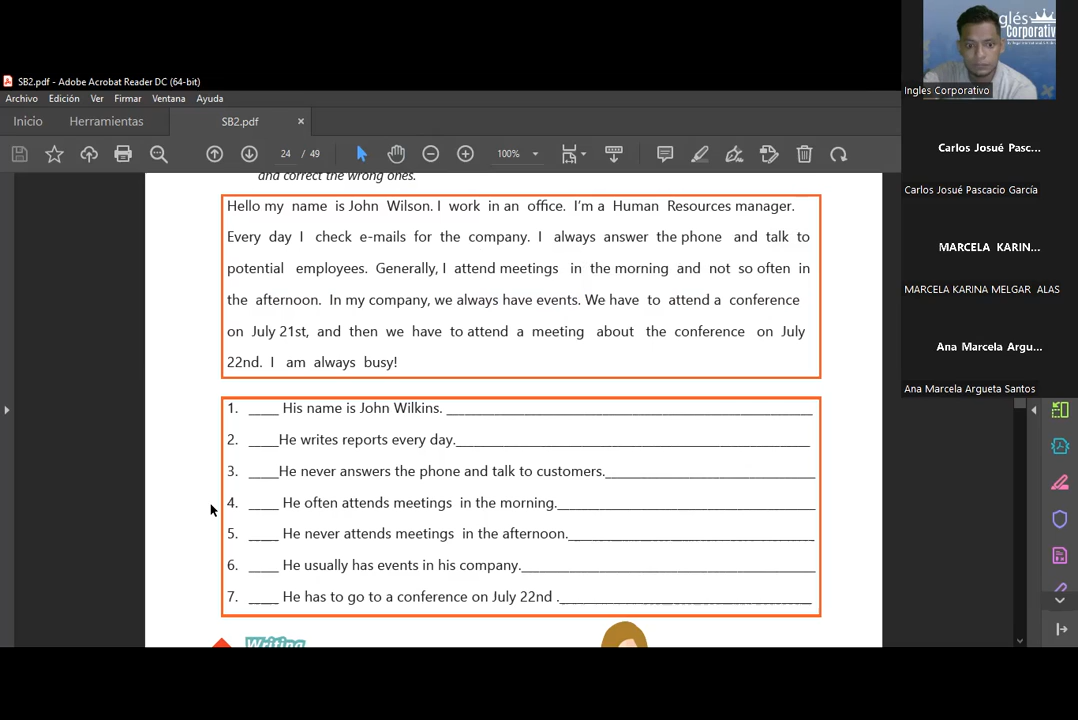 glés
Corporativ
Ingles Corporativo
SB2.pdf - Adobe Acrobat Reader DC (64-bit)
Archivo Edición Ver Firmar Ventana Ayuda
Inicio Herramientas SB2.pdf ×
24 / 49 100%
Carlos Josué Pasc...
Carlos Josué Pascacio García
MARCELA KARIN...
MARCELA KARINA MELGAR ALAS
Ana Marcela Argu...
Ana Marcela Argueta Santos
and correct the wrong ones.
Hello my name is John Wilson. I work in an office. I'm a Human Resources manager.
Every day I check e-mails for the company. I always answer the phone and talk to
potential employees. Generally, I attend meetings in the morning and not so often in
the afternoon. In my company, we always have events. We have to attend a conference
on July 21st, and then we have to attend a meeting about the conference on July
22nd. I am always busy!
1. ____ His name is John Wilkins. ____
2. ____He writes reports every day.____
3. ____He never answers the phone and talk to customers.____
4. ____ He often attends meetings in the morning.____
5. ____ He never attends meetings in the afternoon.____
6. ____ He usually has events in his company.____
7. ____ He has to go to a conference on July 22nd .____
Writing